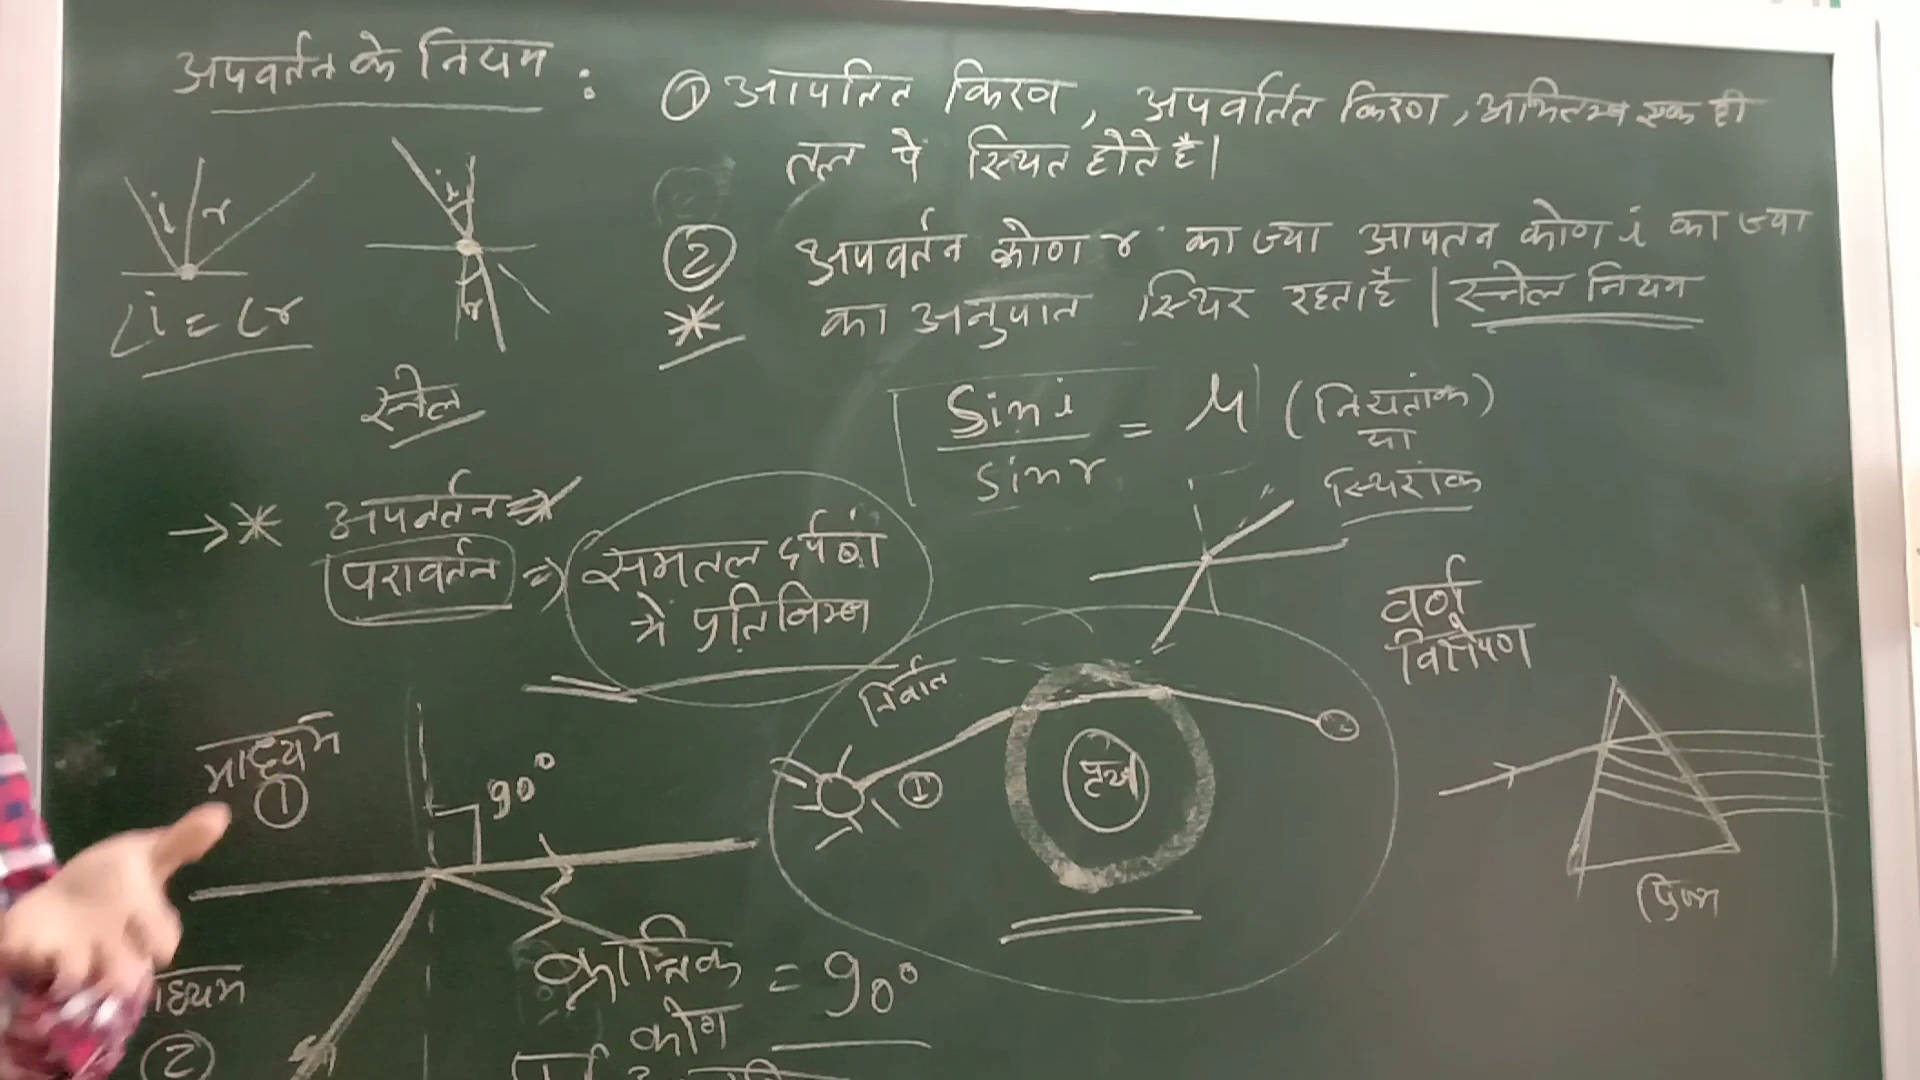 अपवर्तन के नियम :
① आपतित किरण, अपवर्तित किरण, अभिलम्ब एक ही
तल पे स्थित होते है।
i r
∠i = ∠r
i
r
② अपवर्तन कोण r का ज्या आपतन कोण i का ज्या
* का अनुपात स्थिर रहता है | स्नेल नियम
स्नेल
Sin i / Sin r = μ (नियतांक)
या
स्थिरांक
→ * अपवर्तन ⇒
परावर्तन ⇒ समतल दर्पण
में प्रतिबिम्ब
वर्ण
विक्षेपण
निर्वात
①
पृथ्वी
प्रिज्म
माध्यम
①
90°
माध्यम
②
क्रान्तिक = 90°
कोण